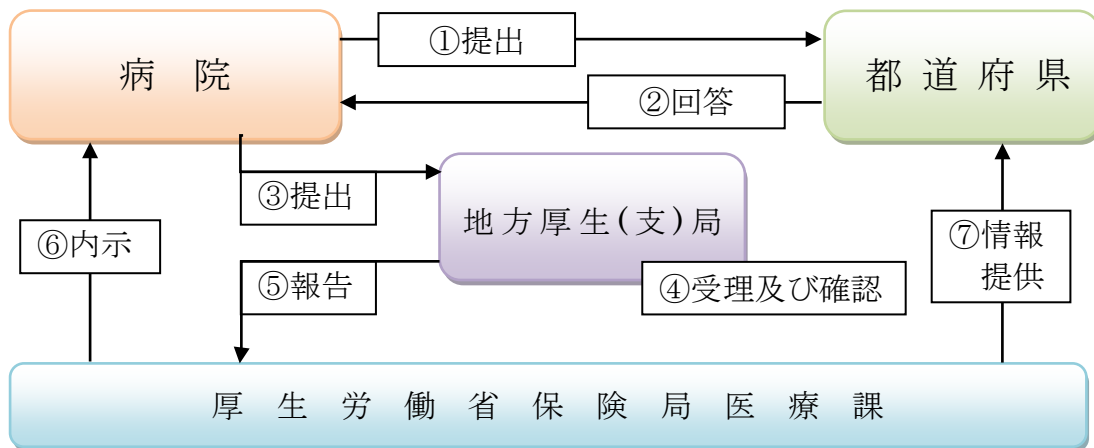 ①提出
病院
都道府県
②回答
③提出
地方厚生(支)局
⑥内示
⑦情報
提供
⑤報告
④受理及び確認
厚生労働省保険局医療課